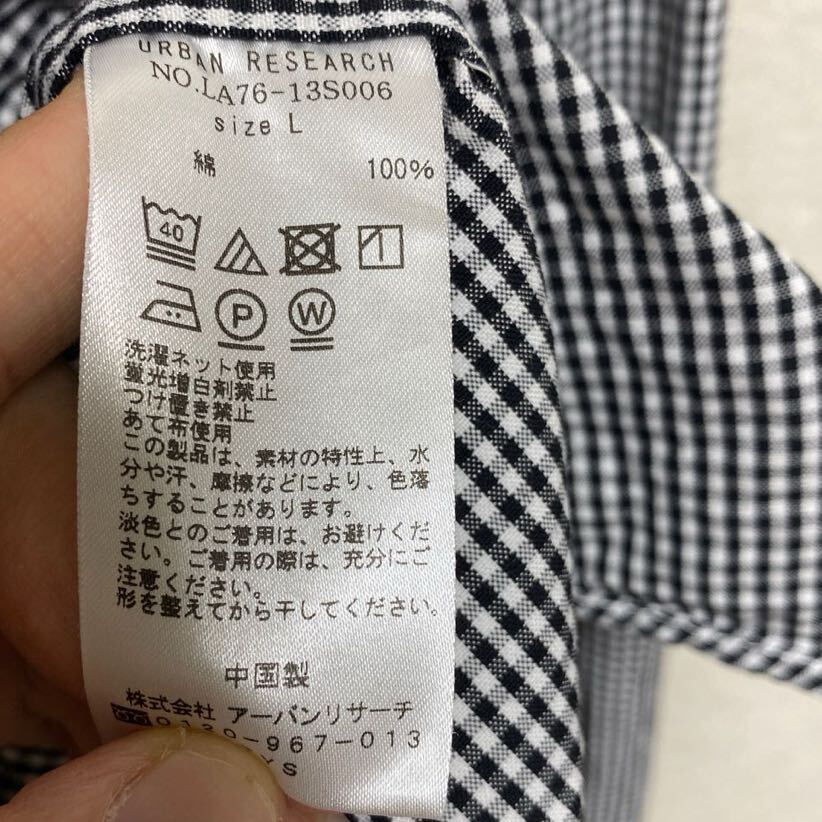 URBAN RESEARCH
NO.LA76-13S006
size L
綿 100%
40
P W
洗濯ネット使用
蛍光増白剤禁止
つけ置き禁止
あて布使用
この製品は、素材の特性上、水
分や汗、摩擦などにより、色落
ちすることがあります。
淡色とのご着用は、お避けくだ
さい。ご着用の際は、充分にご
注意ください。
形を整えてから干してください。
中国製
株式会社 アーバンリサーチ
0120-967-013